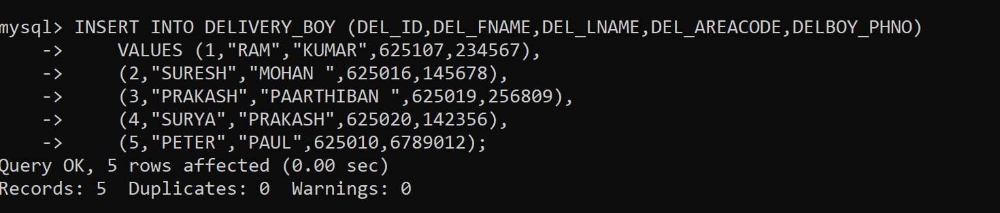 mysql> INSERT INTO DELIVERY_BOY (DEL_ID,DEL_FNAME,DEL_LNAME,DEL_AREACODE,DELBOY_PHNO)
    ->     VALUES (1,"RAM","KUMAR",625107,234567),
    ->     (2,"SURESH","MOHAN ",625016,145678),
    ->     (3,"PRAKASH","PAARTHIBAN ",625019,256809),
    ->     (4,"SURYA","PRAKASH",625020,142356),
    ->     (5,"PETER","PAUL",625010,6789012);
Query OK, 5 rows affected (0.00 sec)
Records: 5  Duplicates: 0  Warnings: 0